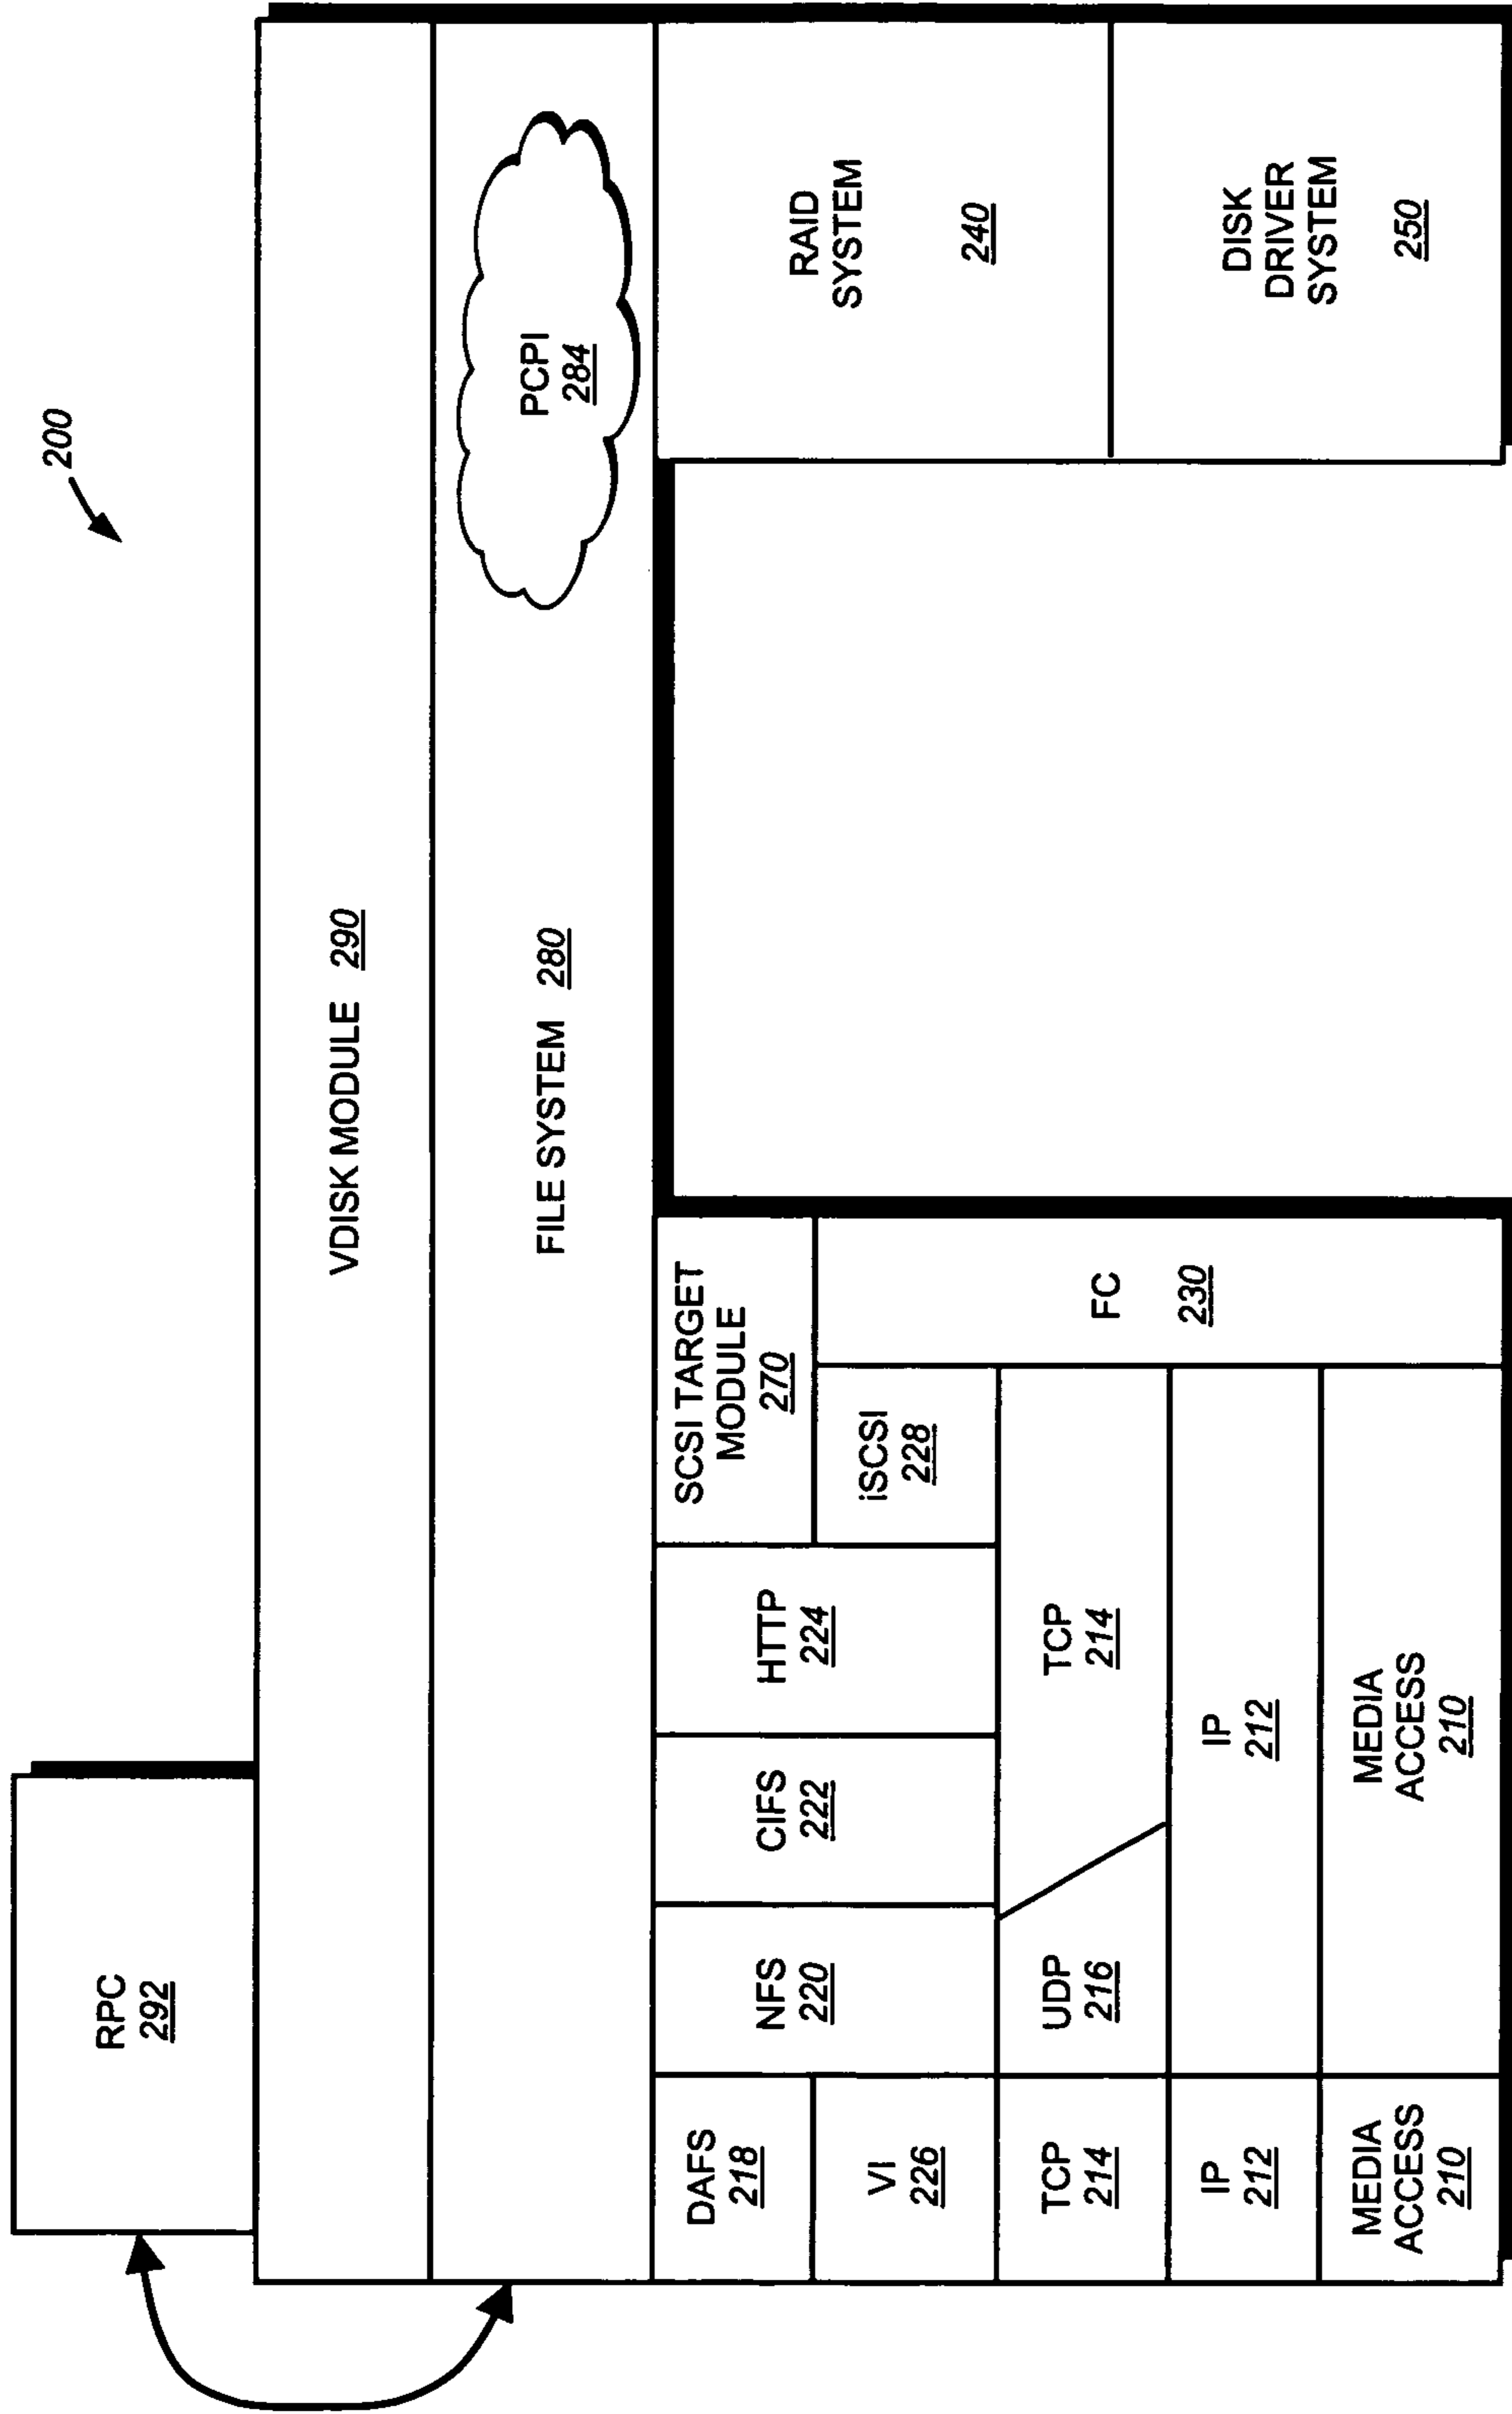 200
RPC
292
VDISK MODULE 290
FILE SYSTEM 280
PCPI
284
DAFS
218
VI
226
TCP
214
IP
212
MEDIA
ACCESS
210
NFS
220
CIFS
222
HTTP
224
SCSI TARGET
MODULE
270
iSCSI
228
FC
230
UDP
216
TCP
214
IP
212
MEDIA
ACCESS
210
RAID
SYSTEM
240
DISK
DRIVER
SYSTEM
250